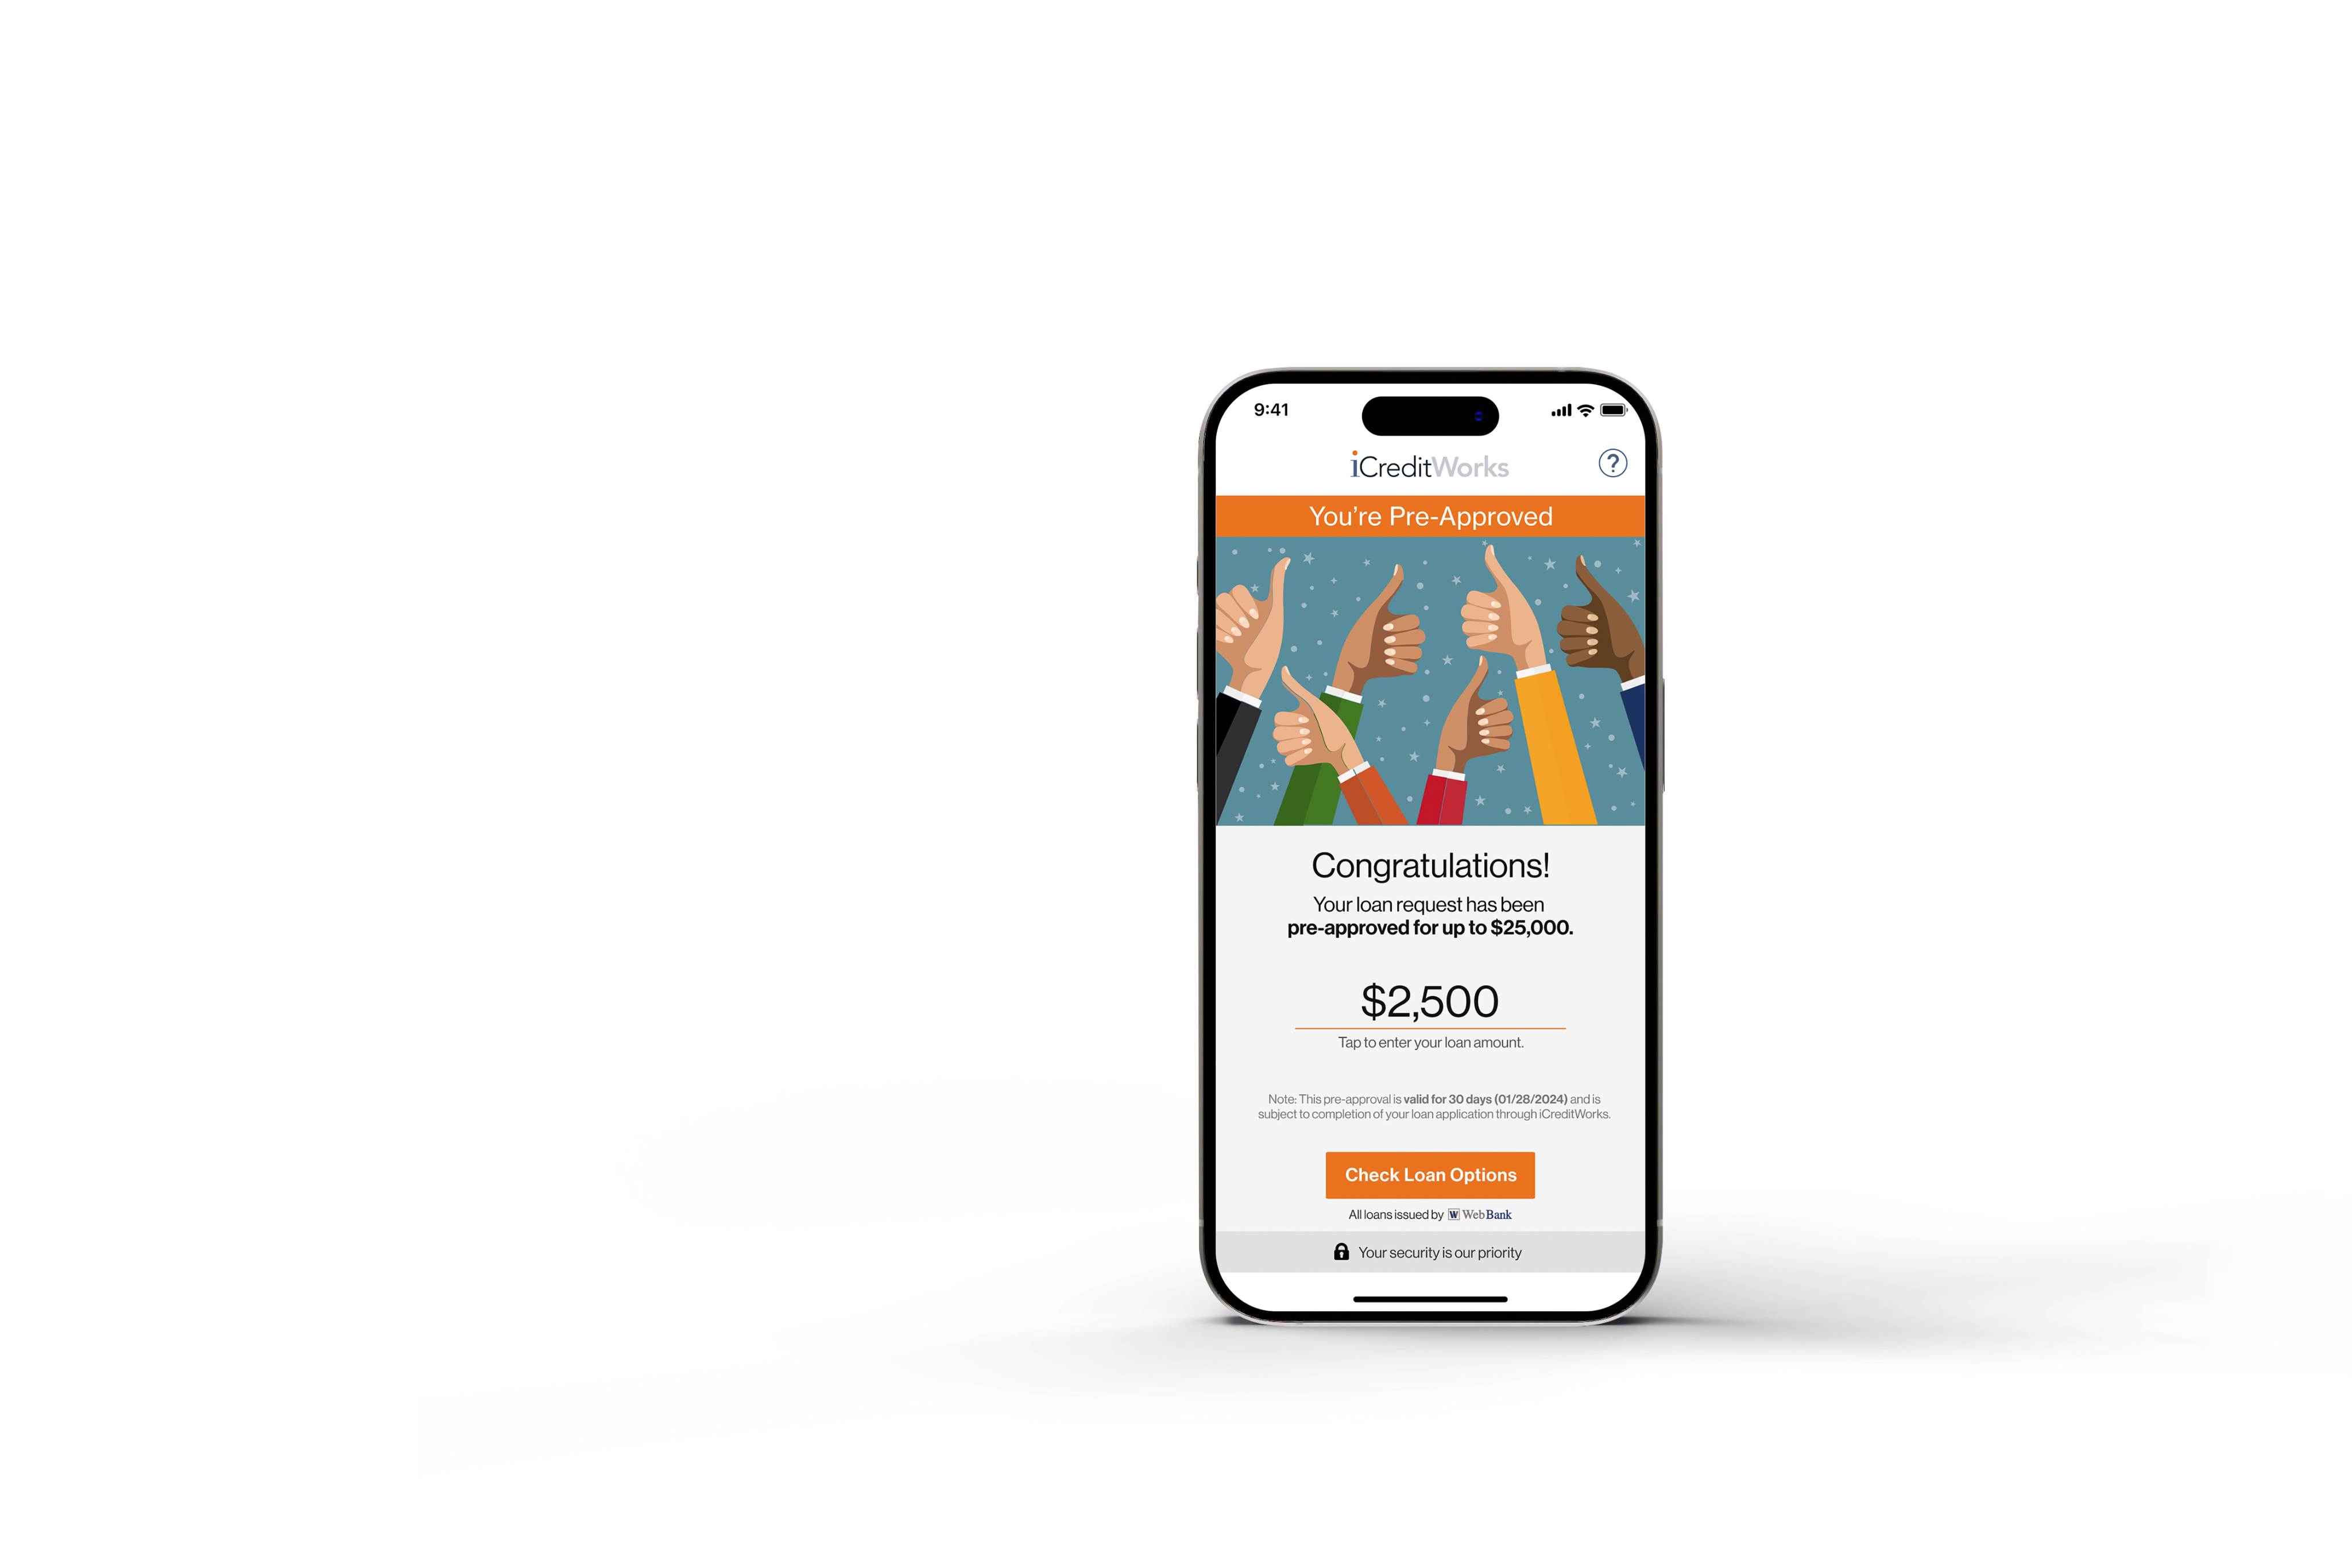 9:41
iCreditWorks
?
You're Pre-Approved
Congratulations!
Your loan request has been
pre-approved for up to $25,000.
$2,500
Tap to enter your loan amount.
Note: This pre-approval is valid for 30 days (01/28/2024) and is
subject to completion of your loan application through iCreditWorks.
Check Loan Options
All loans issued by W WebBank
Your security is our priority